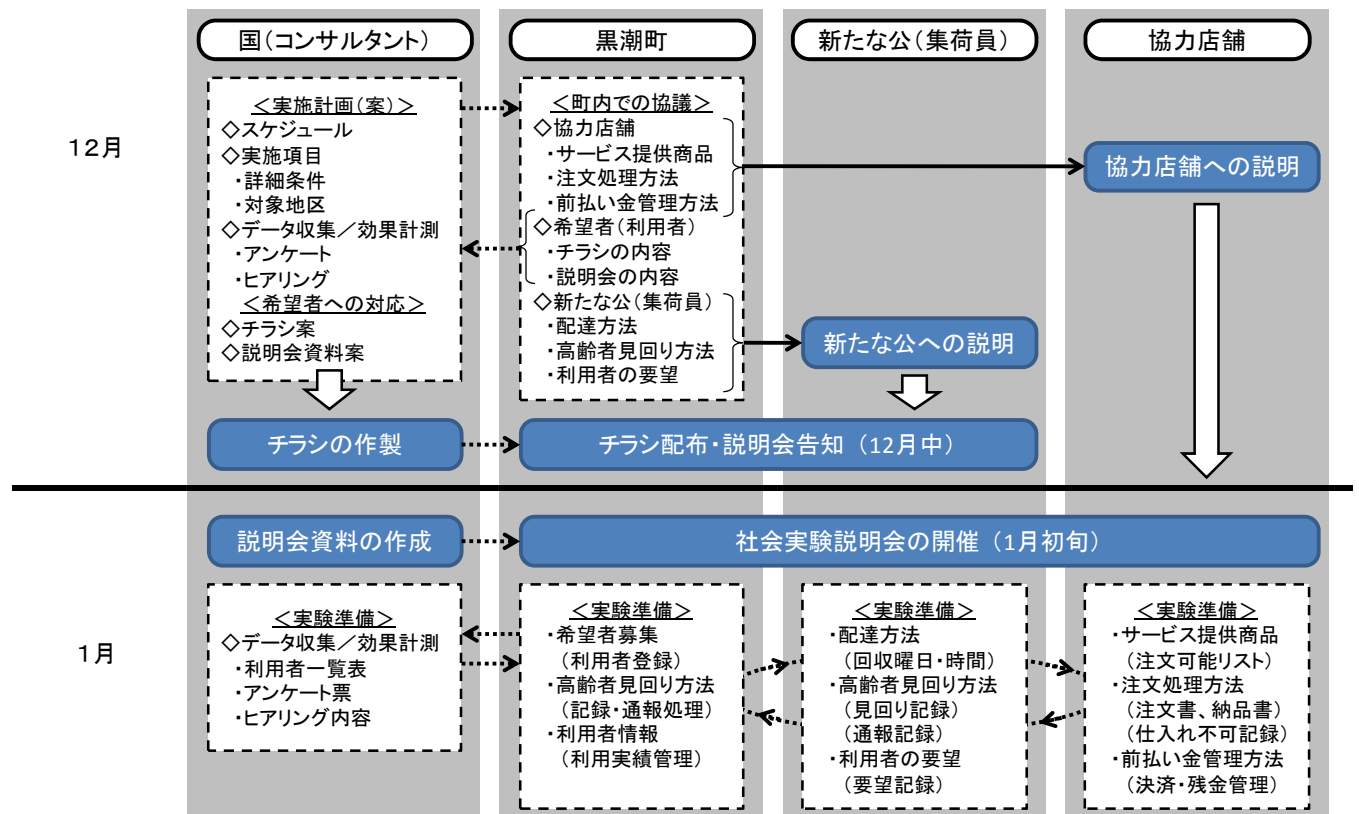 国(コンサルタント)
黒潮町
新たな公(集荷員)
協力店舗
12月
<実施計画(案)>
◇スケジュール
◇実施項目
・詳細条件
・対象地区
◇データ収集/効果計測
・アンケート
・ヒアリング
<希望者への対応>
◇チラシ案
◇説明会資料案
<町内での協議>
◇協力店舗
・サービス提供商品
・注文処理方法
・前払い金管理方法
◇希望者(利用者)
・チラシの内容
・説明会の内容
◇新たな公(集荷員)
・配達方法
・高齢者見回り方法
・利用者の要望
協力店舗への説明
新たな公への説明
チラシの作製
チラシ配布・説明会告知(12月中)
1月
説明会資料の作成
社会実験説明会の開催(1月初旬)
<実験準備>
◇データ収集/効果計測
・利用者一覧表
・アンケート票
・ヒアリング内容
<実験準備>
・希望者募集
(利用者登録)
・高齢者見回り方法
(記録・通報処理)
・利用者情報
(利用実績管理)
<実験準備>
・配達方法
(回収曜日・時間)
・高齢者見回り方法
(見回り記録)
(通報記録)
・利用者の要望
(要望記録)
<実験準備>
・サービス提供商品
(注文可能リスト)
・注文処理方法
(注文書、納品書)
(仕入れ不可記録)
・前払い金管理方法
(決済・残金管理)